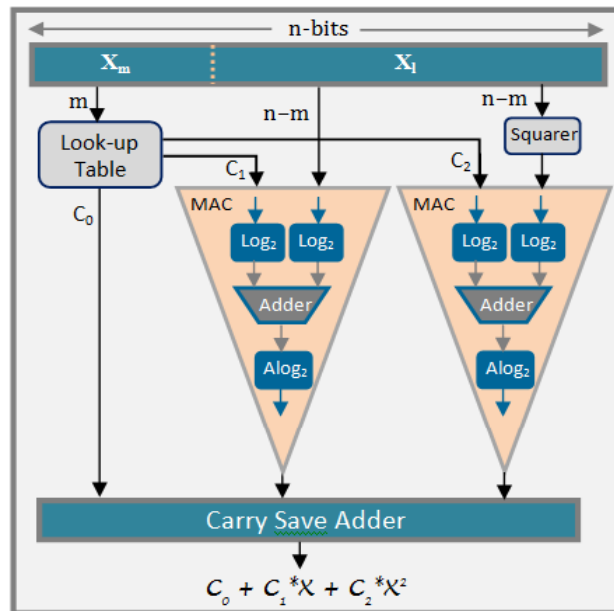 n-bits
Xₘ
Xₗ
m
n−m
n−m
Look-up
Table
Squarer
C₁
C₂
C₀
MAC
MAC
Log₂
Log₂
Log₂
Log₂
Adder
Adder
Alog₂
Alog₂
Carry Save Adder
C₀ + C₁*X + C₂*X²